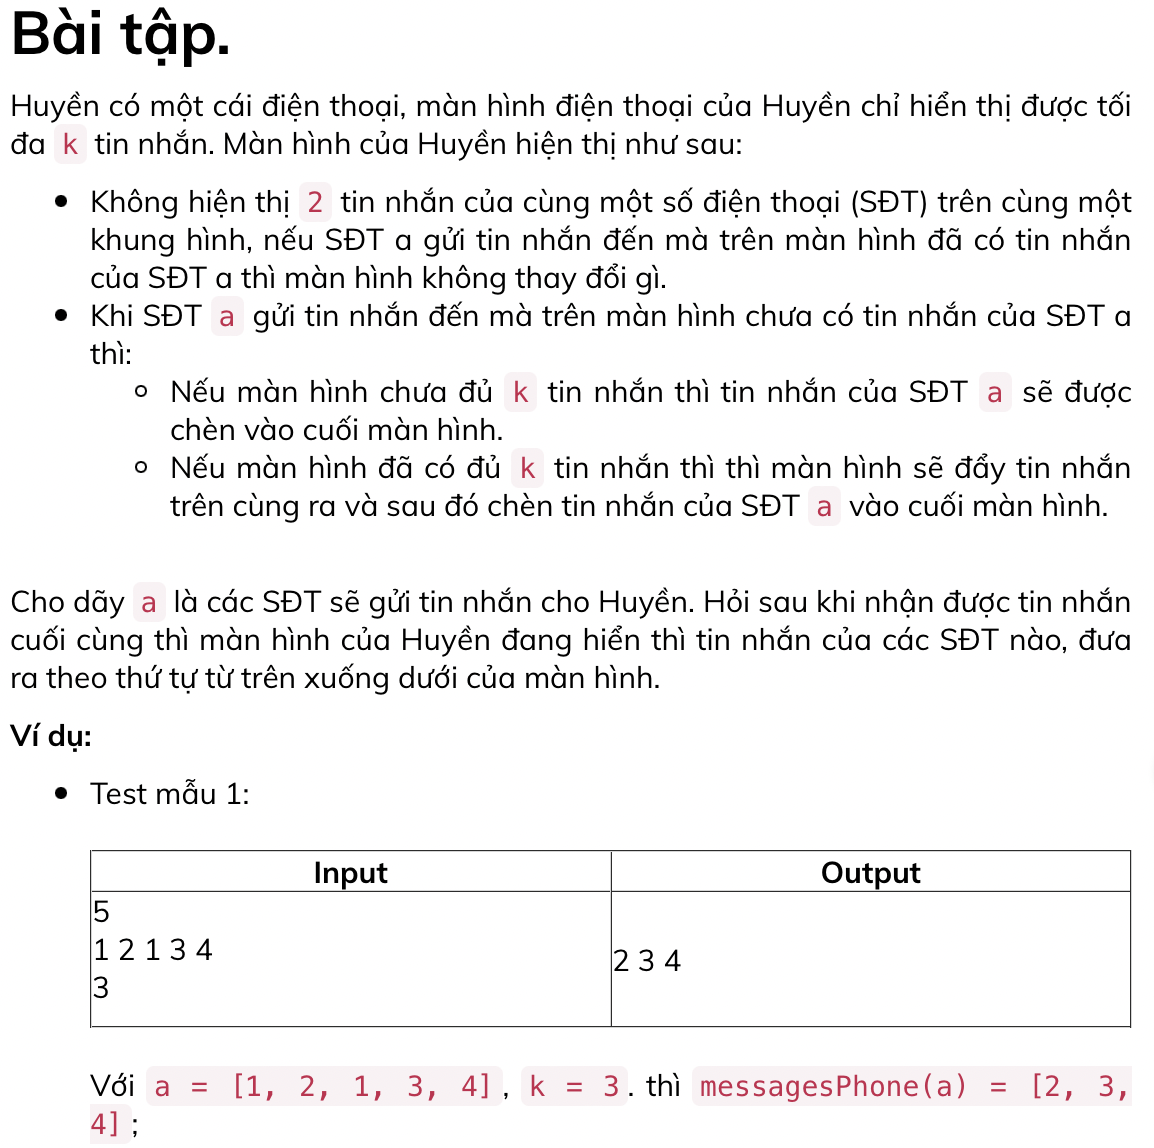 Bài tập.
Huyền có một cái điện thoại, màn hình điện thoại của Huyền chỉ hiển thị được tối
đa k tin nhắn. Màn hình của Huyền hiện thị như sau:
Không hiện thị 2 tin nhắn của cùng một số điện thoại (SĐT) trên cùng một
khung hình, nếu SĐT a gửi tin nhắn đến mà trên màn hình đã có tin nhắn
của SĐT a thì màn hình không thay đổi gì.
Khi SĐT a gửi tin nhắn đến mà trên màn hình chưa có tin nhắn của SĐT a
thì:
Nếu màn hình chưa đủ k tin nhắn thì tin nhắn của SĐT a sẽ được
chèn vào cuối màn hình.
Nếu màn hình đã có đủ k tin nhắn thì thì màn hình sẽ đẩy tin nhắn
trên cùng ra và sau đó chèn tin nhắn của SĐT a vào cuối màn hình.
Cho dãy a là các SĐT sẽ gửi tin nhắn cho Huyền. Hỏi sau khi nhận được tin nhắn
cuối cùng thì màn hình của Huyền đang hiển thì tin nhắn của các SĐT nào, đưa
ra theo thứ tự từ trên xuống dưới của màn hình.
Ví dụ:
Test mẫu 1:
Input Output
5
1 2 1 3 4
2 3 4
3
Với a = [1, 2, 1, 3, 4], k = 3. thì messagesPhone(a) = [2, 3,
4];